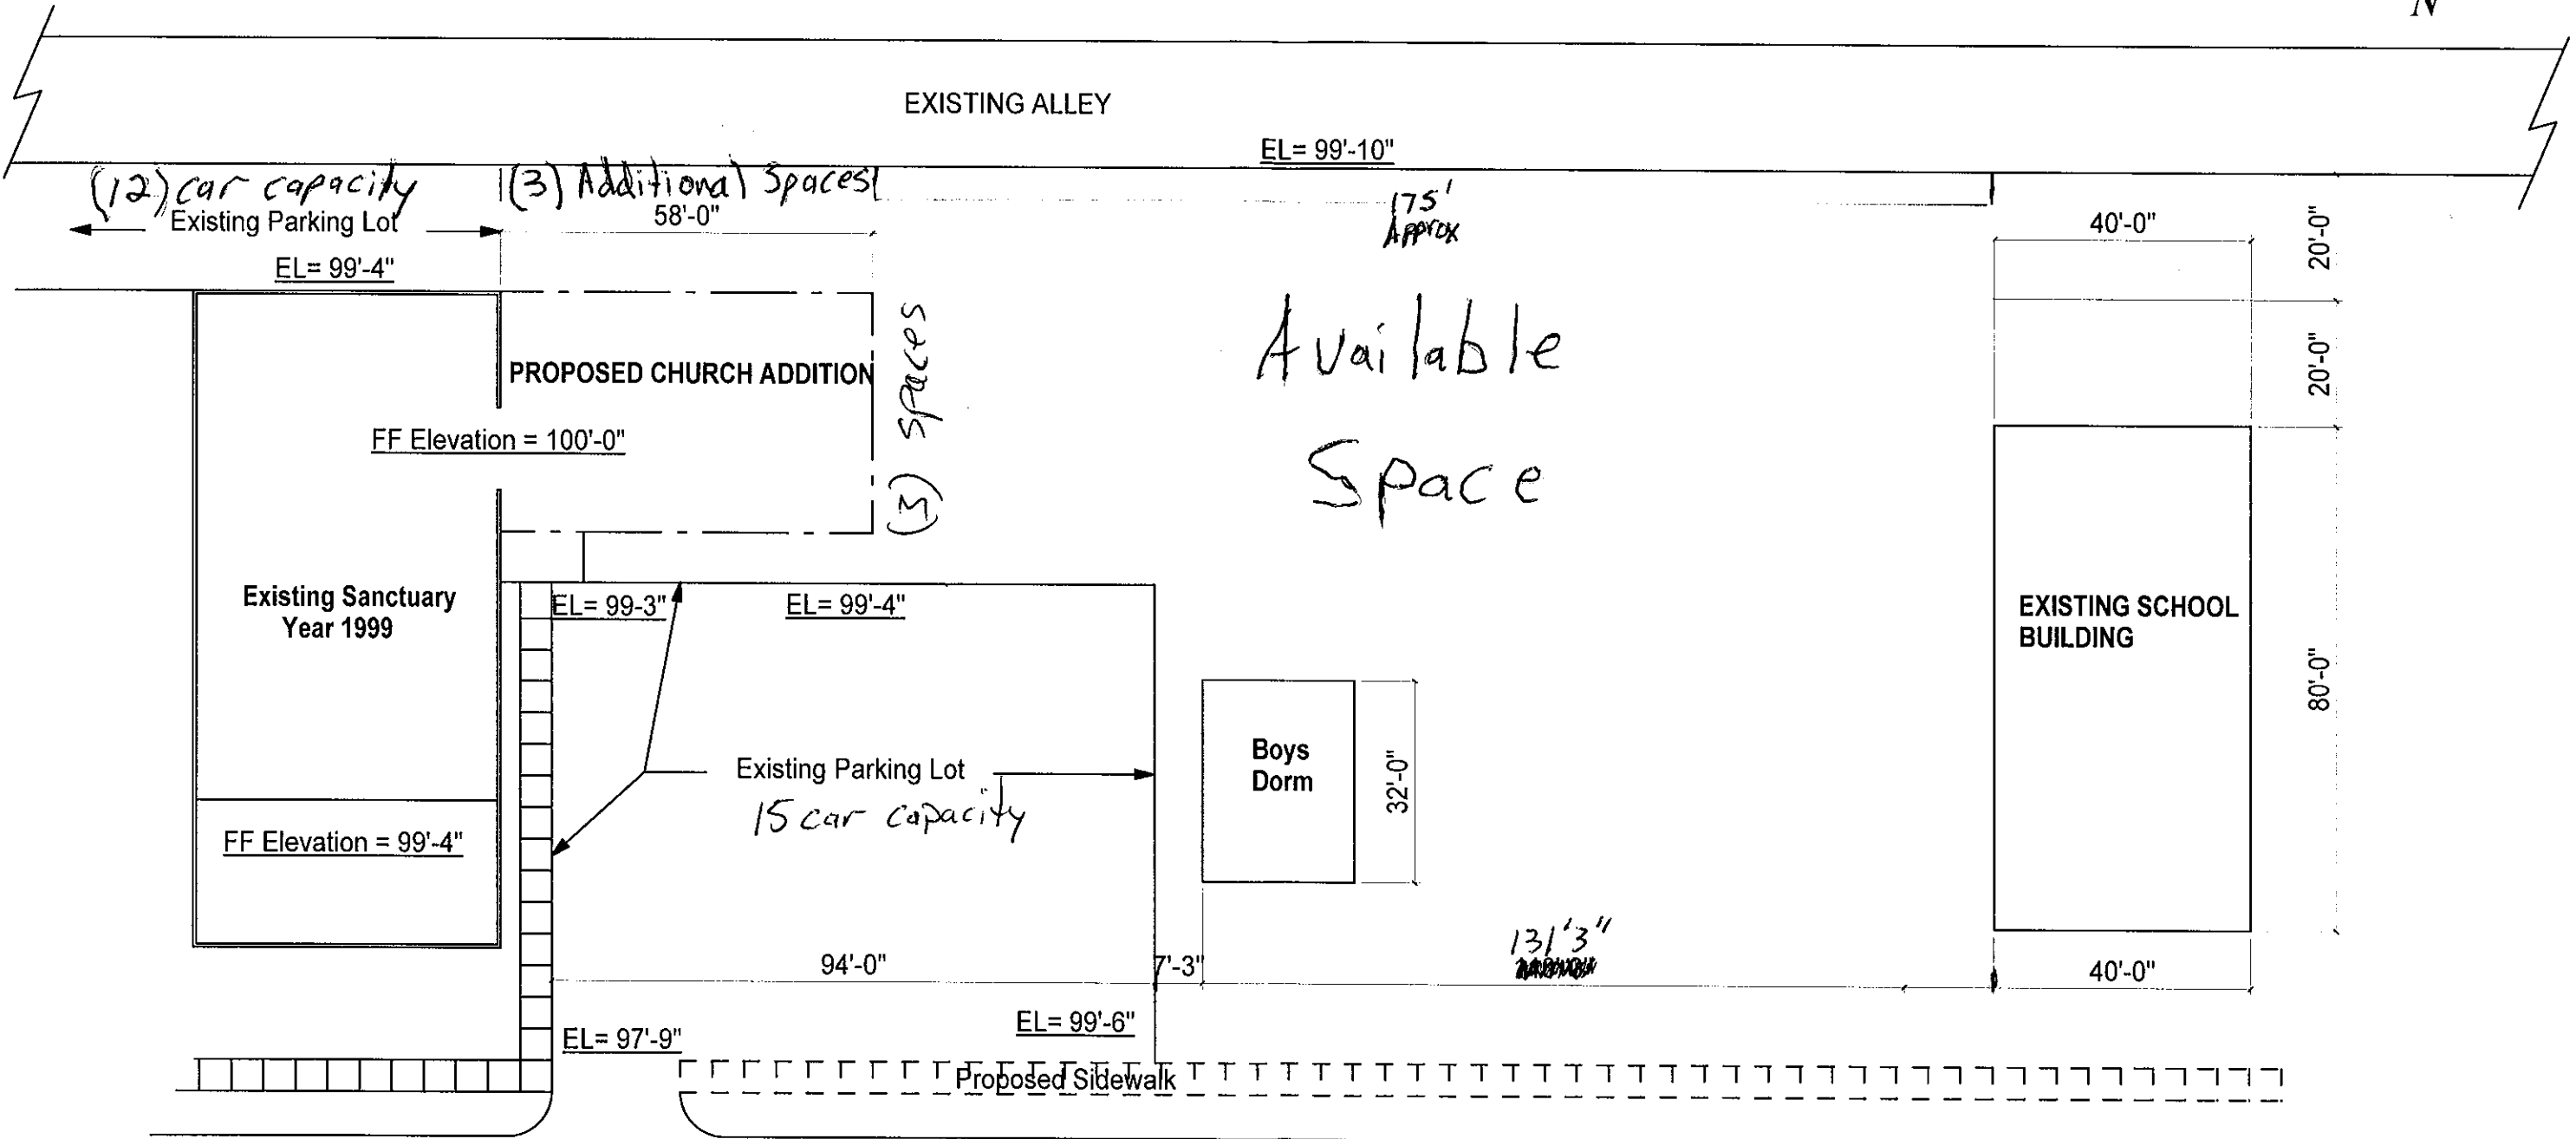 N
EXISTING ALLEY
EL= 99'-10"
(12) car capacity
(3) Additional Spaces
Existing Parking Lot
58'-0"
175'
Approx
40'-0"
20'-0"
EL= 99'-4"
PROPOSED CHURCH ADDITION
(3) spaces
Available
Space
20'-0"
FF Elevation = 100'-0"
Existing Sanctuary
Year 1999
EL= 99-3"
EL= 99'-4"
EXISTING SCHOOL
BUILDING
80'-0"
Existing Parking Lot
15 car capacity
Boys
Dorm
32'-0"
FF Elevation = 99'-4"
94'-0"
7'-3"
131'3"
40'-0"
EL= 97'-9"
EL= 99'-6"
Proposed Sidewalk